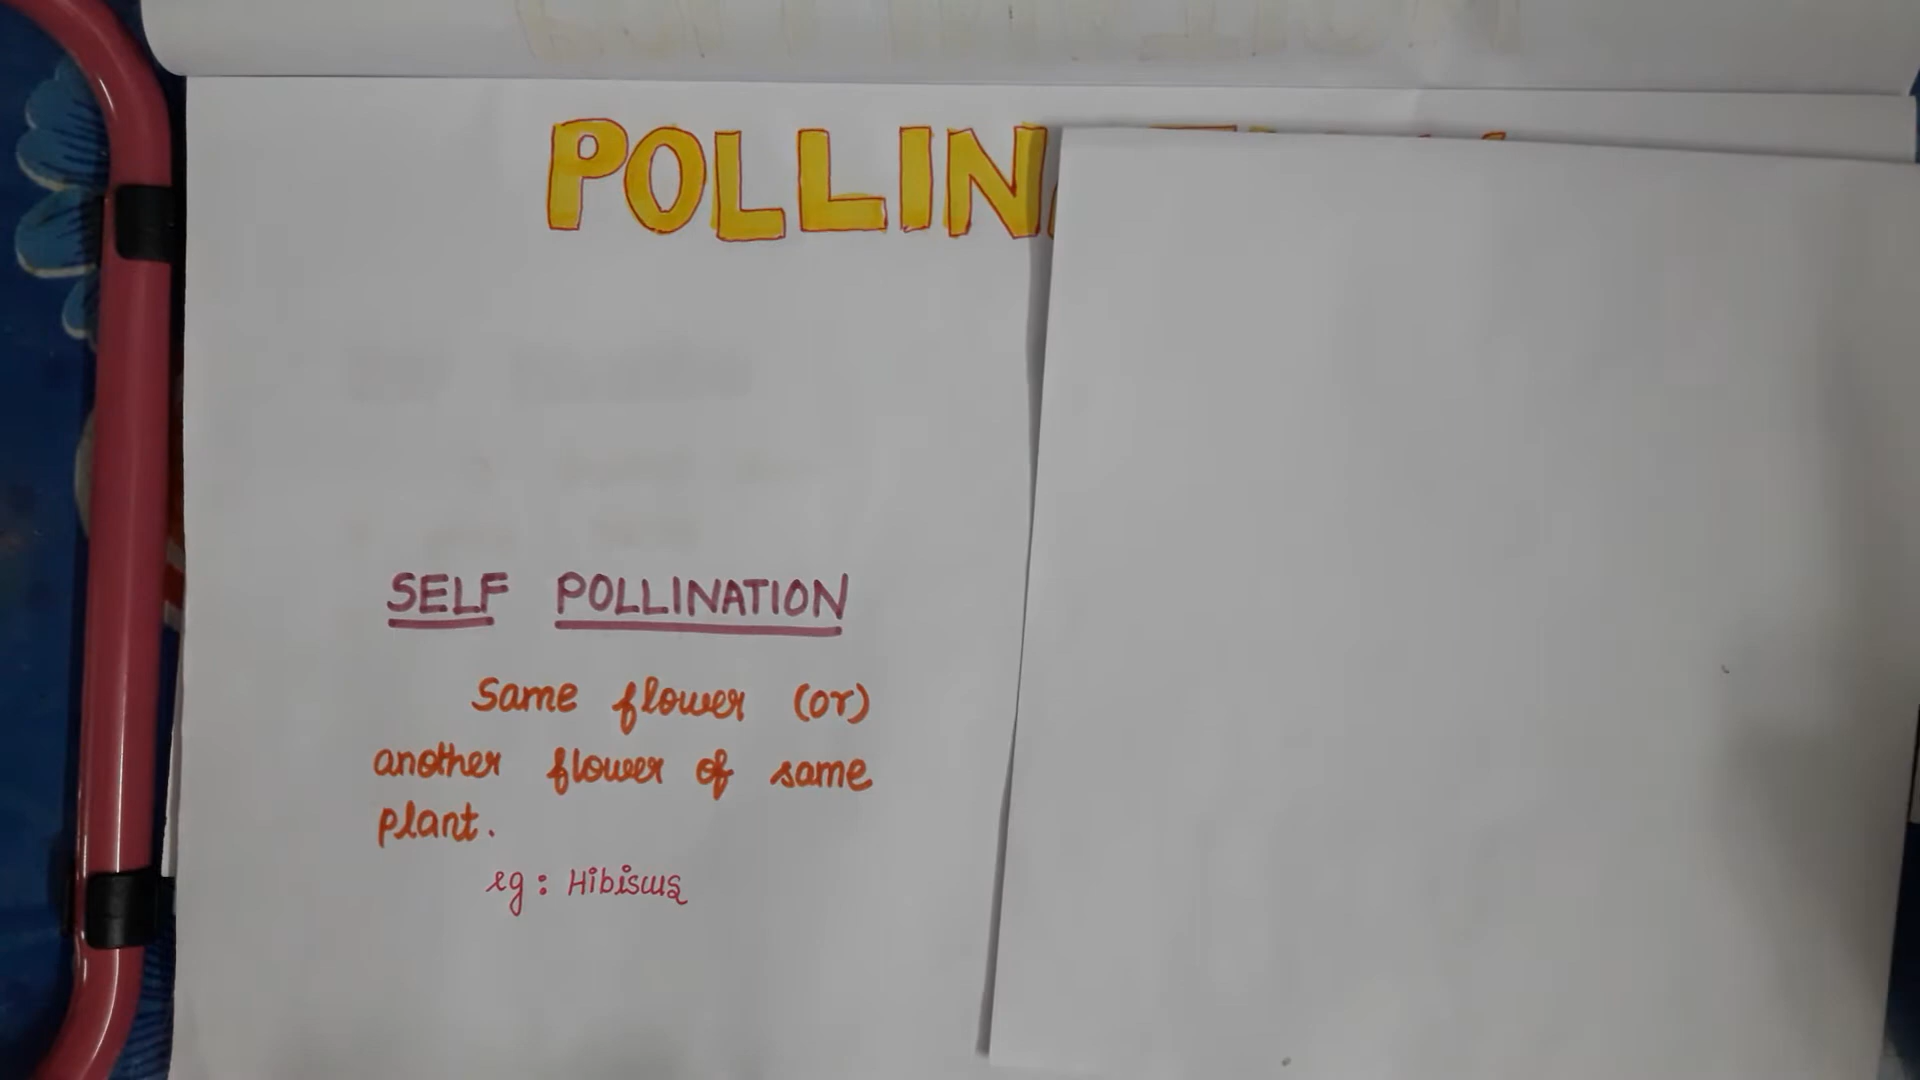 POLLIN
SELF POLLINATION
Same flower (or)
another flower of same
plant.
eg : Hibiscus